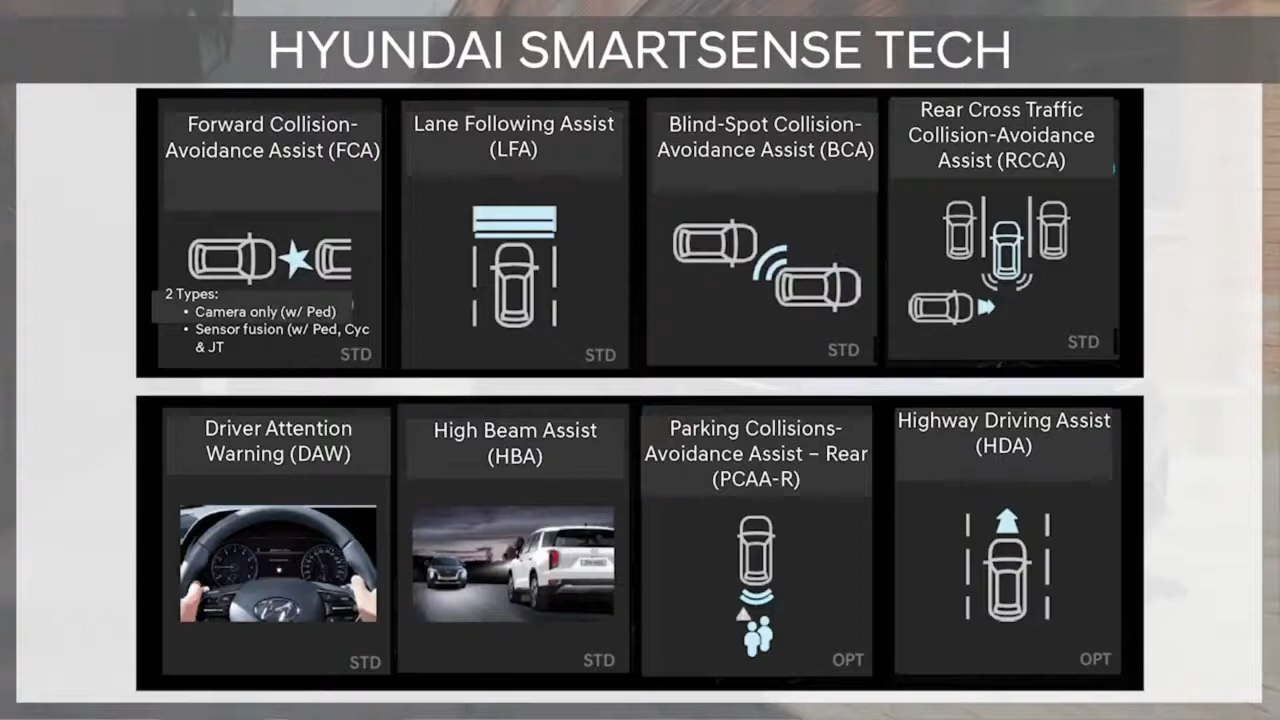 HYUNDAI SMARTSENSE TECH
Forward Collision-
Avoidance Assist (FCA)
2 Types:
• Camera only (w/ Ped)
• Sensor fusion (w/ Ped, Cyc
& JT
STD
Lane Following Assist
(LFA)
STD
Blind-Spot Collision-
Avoidance Assist (BCA)
STD
Rear Cross Traffic
Collision-Avoidance
Assist (RCCA)
STD
Driver Attention
Warning (DAW)
STD
High Beam Assist
(HBA)
STD
Parking Collisions-
Avoidance Assist – Rear
(PCAA-R)
OPT
Highway Driving Assist
(HDA)
OPT